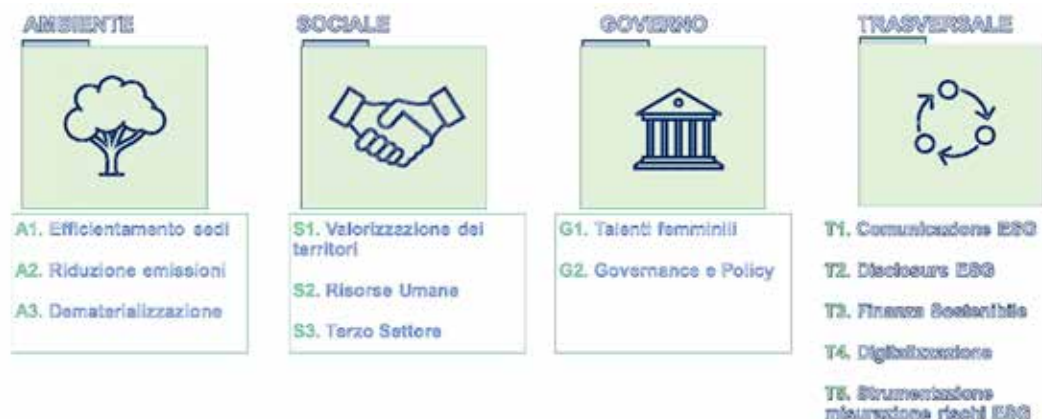 AMBIENTE
A1. Efficientamento sedi
A2. Riduzione emissioni
A3. Dematerializzazione
SOCIALE
S1. Valorizzazione dei
territori
S2. Risorse Umane
S3. Terzo Settore
GOVERNO
G1. Talenti femminili
G2. Governance e Policy
TRASVERSALE
T1. Comunicazione ESG
T2. Disclosure ESG
T3. Finanza Sostenibile
T4. Digitalizzazione
T5. Strumentazione
misurazione rischi ESG